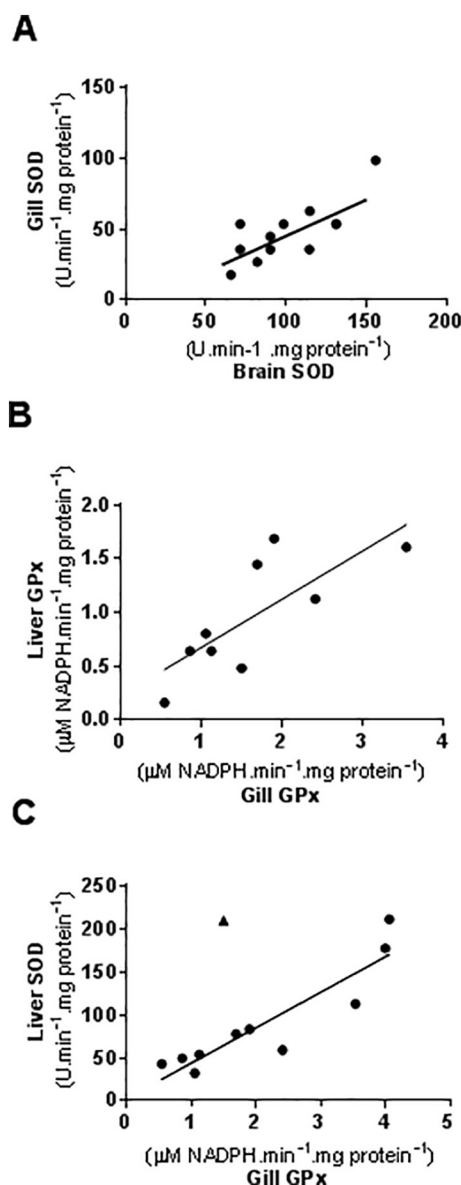 A
Gill SOD
(U.min⁻¹.mg protein⁻¹)
150
100
50
0
0 50 100 150 200
(U.min-1 .mg protein⁻¹)
Brain SOD
B
Liver GPx
(µM NADPH.min⁻¹.mg protein⁻¹)
2.0
1.5
1.0
0.5
0.0
0 1 2 3 4
(µM NADPH.min⁻¹.mg protein⁻¹)
Gill GPx
C
Liver SOD
(U.min⁻¹.mg protein⁻¹)
250
200
150
100
50
0
0 1 2 3 4 5
(µM NADPH.min⁻¹.mg protein⁻¹)
Gill GPx